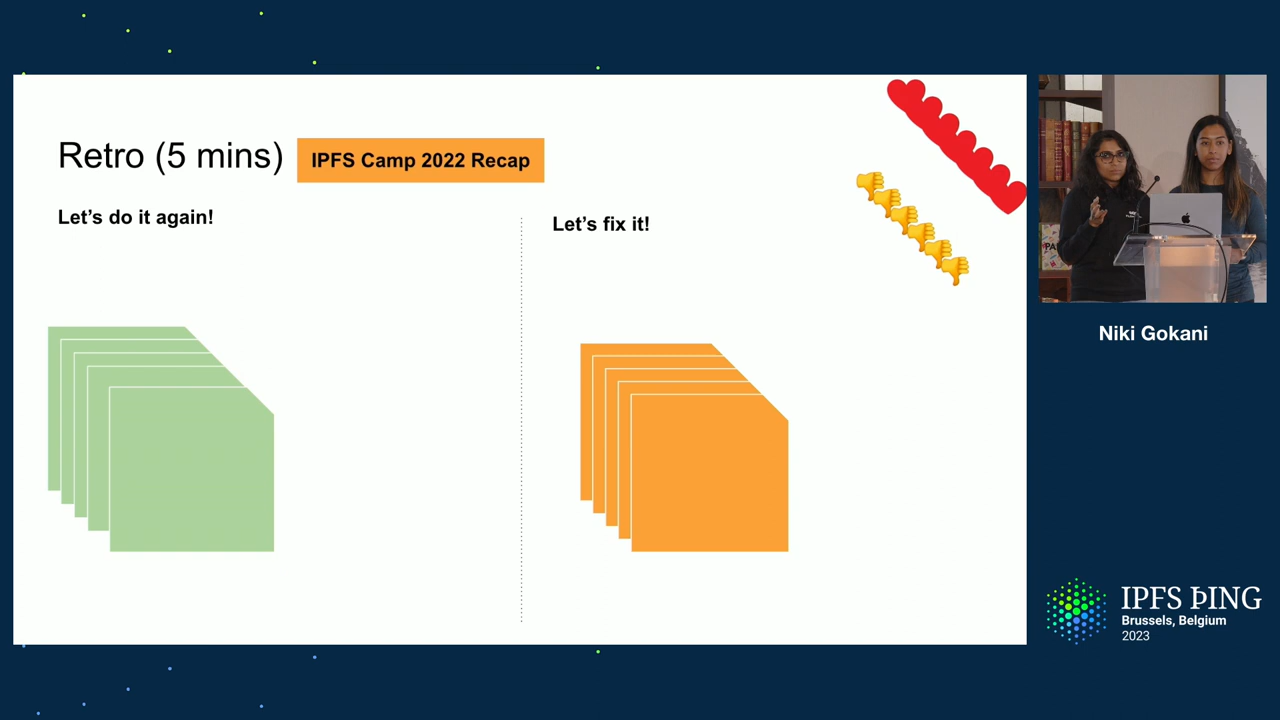 Retro (5 mins)
IPFS Camp 2022 Recap
Let's do it again!
Let's fix it!
Niki Gokani
IPFS ÞING
Brussels, Belgium
2023